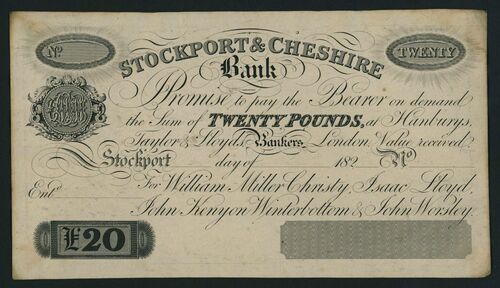 No
STOCKPORT & CHESHIRE
TWENTY
Bank
Promise to pay the Bearer on demand
the Sum of TWENTY POUNDS, at Hanburys,
Taylor & Lloyds, Bankers, London. Value received.
Stockport day of 182 No
Entd
For William Miller Christy, Isaac Lloyd,
John Kenyon Winterbottom & John Worsley.
£20